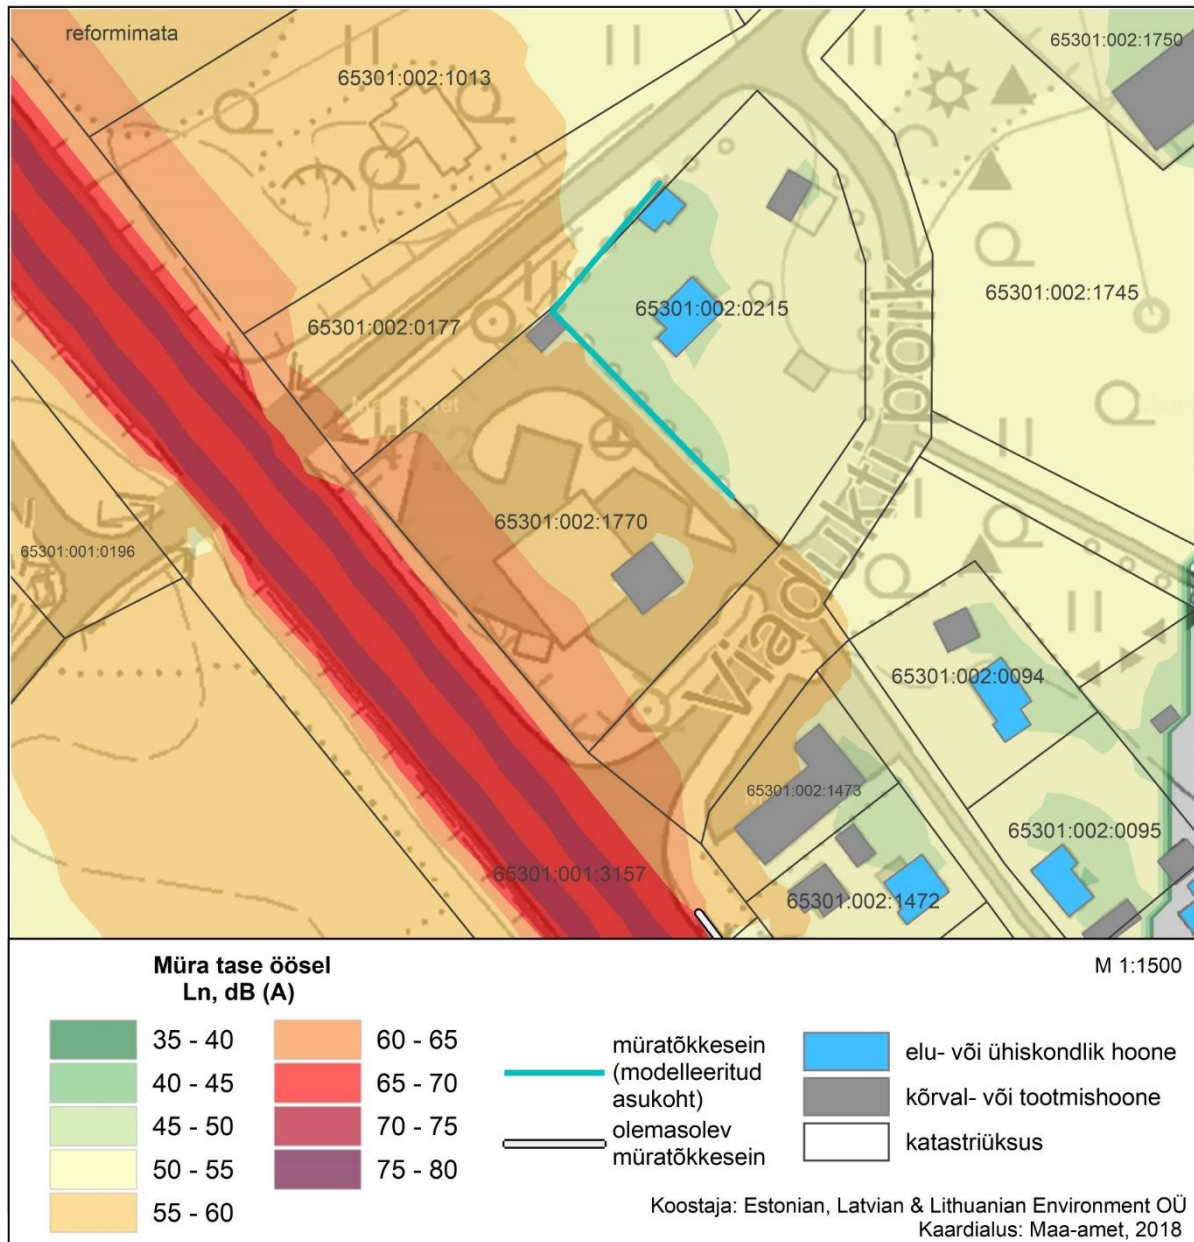 reformimata
65301:002:1013
65301:002:1750
65301:002:0177
65301:002:0215
65301:002:1745
65301:002:1770
65301:001:0196
Viadukti põik
65301:002:0094
65301:002:1473
65301:002:0095
65301:001:3157
65301:002:1472
Müra tase öösel
Ln, dB (A)
M 1:1500
35 - 40
40 - 45
45 - 50
50 - 55
55 - 60
60 - 65
65 - 70
70 - 75
75 - 80
müratõkkesein
(modelleeritud
asukoht)
olemasolev
müratõkkesein
elu- või ühiskondlik hoone
kõrval- või tootmishoone
katastriüksus
Koostaja: Estonian, Latvian & Lithuanian Environment OÜ
Kaardialus: Maa-amet, 2018